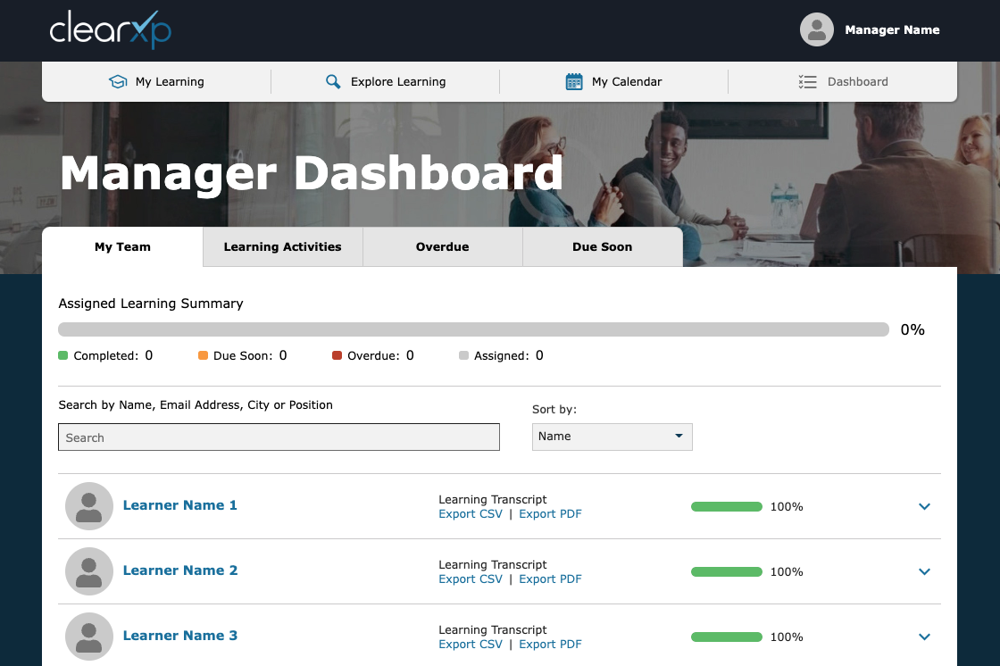 clearxp
Manager Name
My Learning
Explore Learning
My Calendar
Dashboard
Manager Dashboard
My Team
Learning Activities
Overdue
Due Soon
Assigned Learning Summary
0%
Completed: 0
Due Soon: 0
Overdue: 0
Assigned: 0
Search by Name, Email Address, City or Position
Sort by:
Search
Name
Learner Name 1
Learning Transcript
Export CSV | Export PDF
100%
Learner Name 2
Learning Transcript
Export CSV | Export PDF
100%
Learner Name 3
Learning Transcript
Export CSV | Export PDF
100%